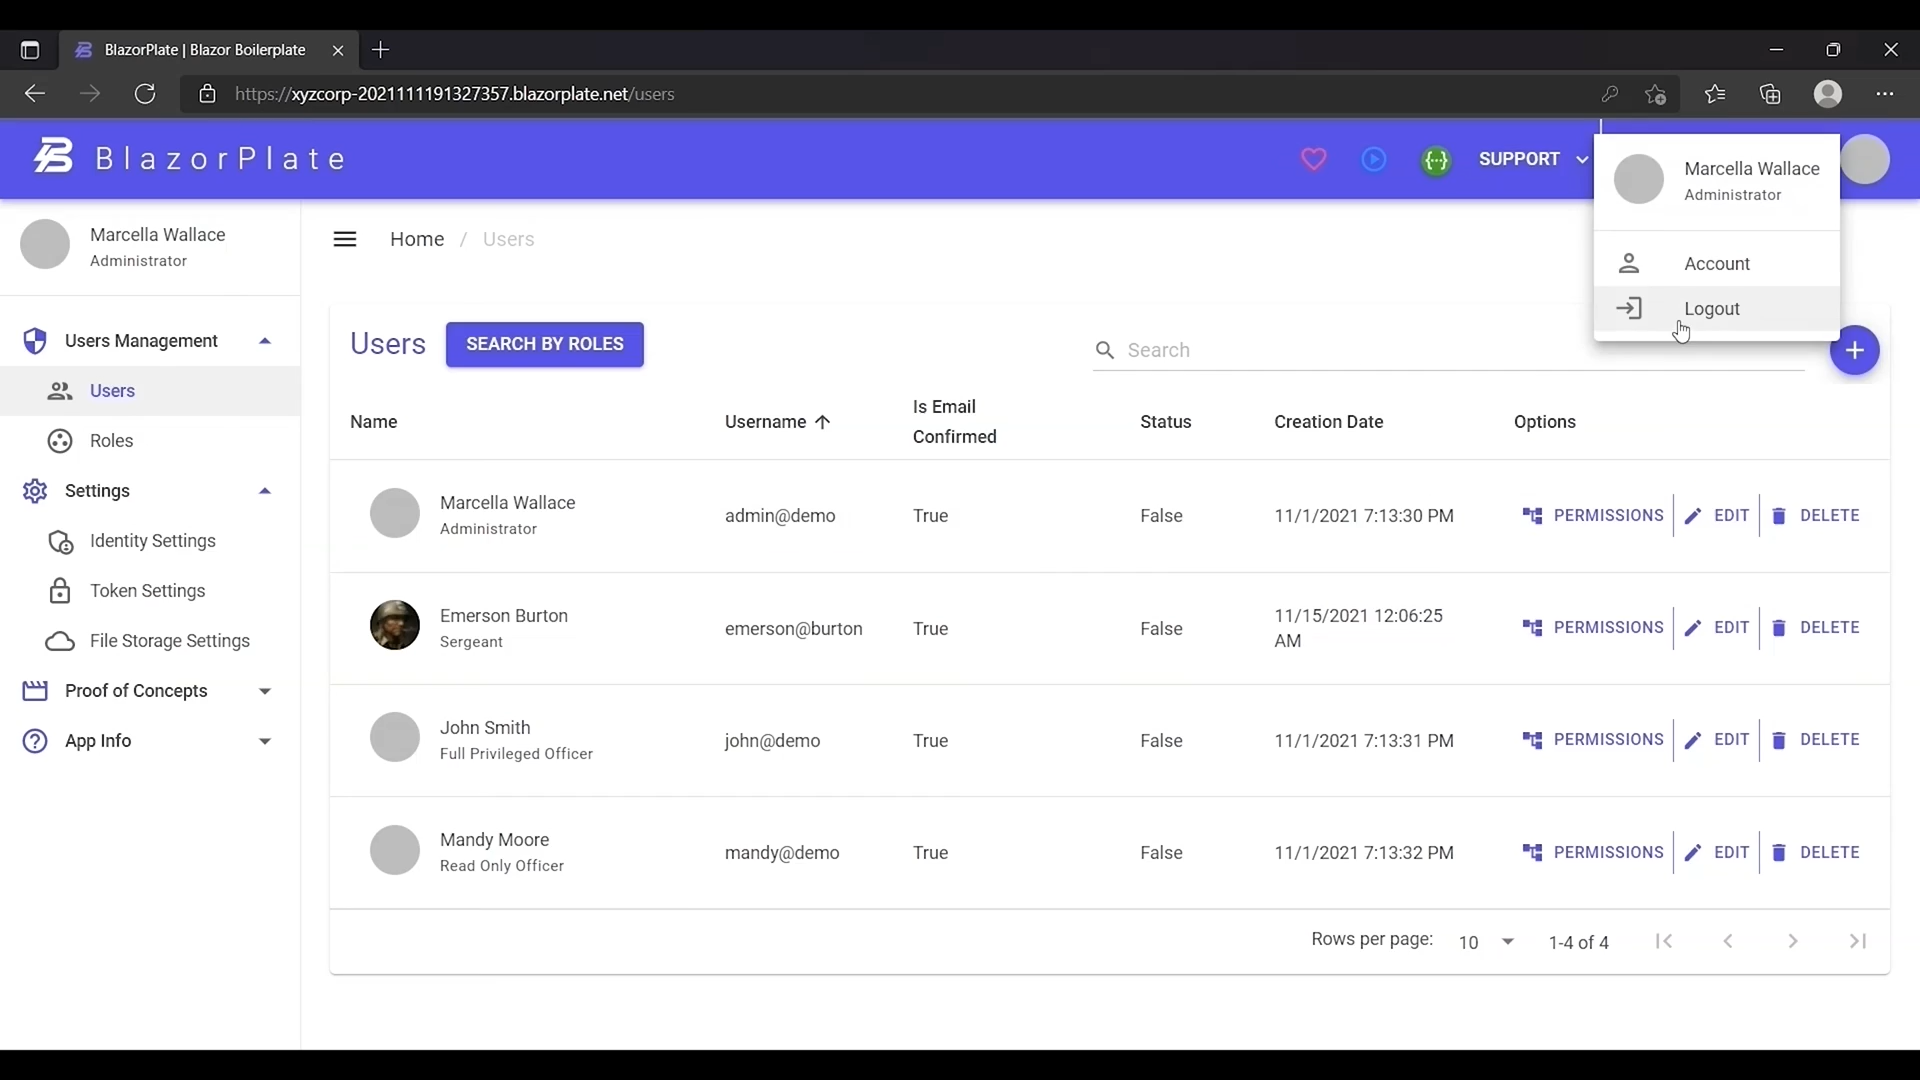 BlazorPlate | Blazor Boilerplate
https://xyzcorp-2021111191327357.blazorplate.net/users
BlazorPlate
SUPPORT
Marcella Wallace
Administrator
Account
Logout
Marcella Wallace
Administrator
Users Management
Users
Roles
Settings
Identity Settings
Token Settings
File Storage Settings
Proof of Concepts
App Info
Home / Users
Users
SEARCH BY ROLES
Search
Name
Username
Is Email
Confirmed
Status
Creation Date
Options
Marcella Wallace
Administrator
admin@demo
True
False
11/1/2021 7:13:30 PM
PERMISSIONS
EDIT
DELETE
Emerson Burton
Sergeant
emerson@burton
True
False
11/15/2021 12:06:25
AM
PERMISSIONS
EDIT
DELETE
John Smith
Full Privileged Officer
john@demo
True
False
11/1/2021 7:13:31 PM
PERMISSIONS
EDIT
DELETE
Mandy Moore
Read Only Officer
mandy@demo
True
False
11/1/2021 7:13:32 PM
PERMISSIONS
EDIT
DELETE
Rows per page:
10
1-4 of 4